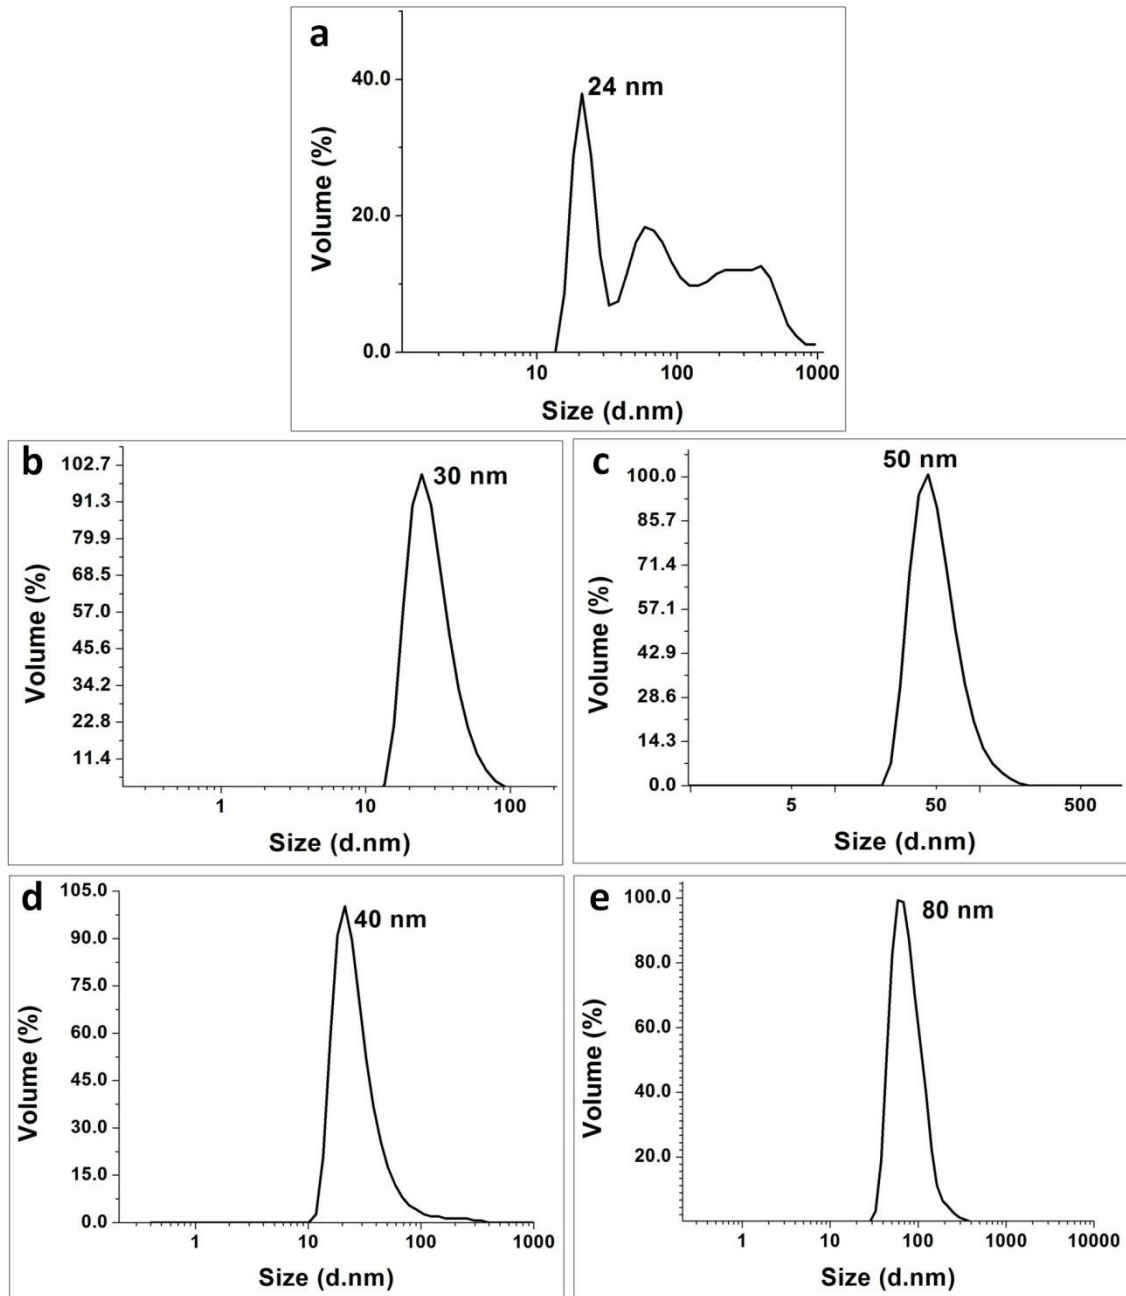 a
24 nm
40.0
20.0
0.0
Volume (%)
10 100 1000
Size (d.nm)
b
30 nm
102.7
91.3
79.9
68.5
57.0
45.6
34.2
22.8
11.4
Volume (%)
1 10 100
Size (d.nm)
c
50 nm
100.0
85.7
71.4
57.1
42.9
28.6
14.3
0.0
Volume (%)
5 50 500
Size (d.nm)
d
40 nm
105.0
90.0
75.0
60.0
45.0
30.0
15.0
0.0
Volume (%)
1 10 100 1000
Size (d.nm)
e
80 nm
100.0
80.0
60.0
40.0
20.0
Volume (%)
1 10 100 1000 10000
Size (d.nm)